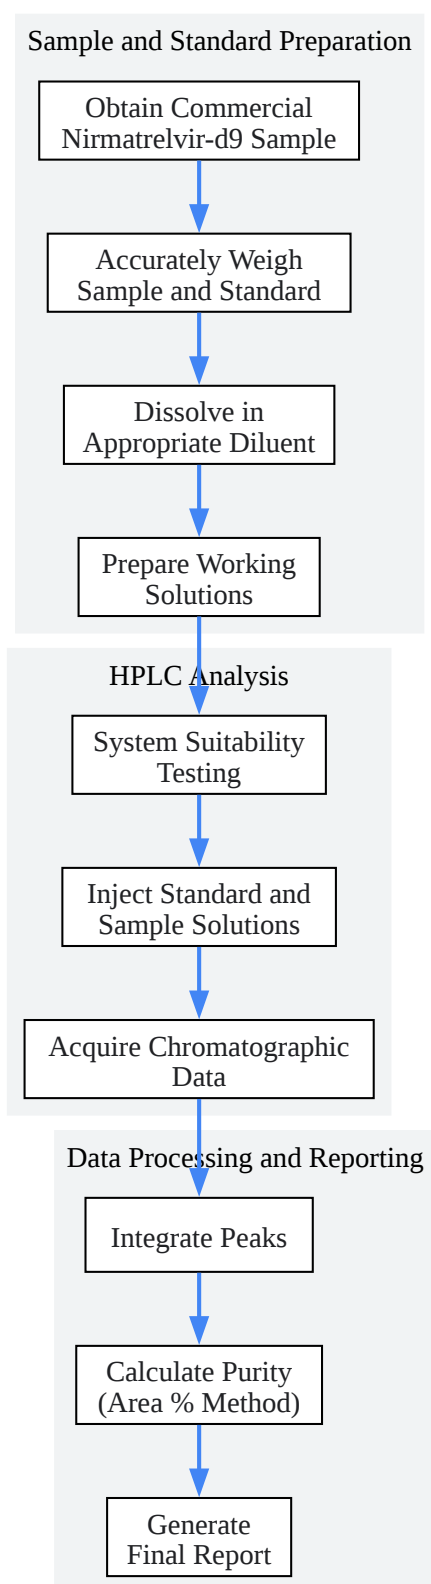 Sample and Standard Preparation
Obtain Commercial
Nirmatrelvir-d9 Sample
Accurately Weigh
Sample and Standard
Dissolve in
Appropriate Diluent
Prepare Working
Solutions
HPLC Analysis
System Suitability
Testing
Inject Standard and
Sample Solutions
Acquire Chromatographic
Data
Data Processing and Reporting
Integrate Peaks
Calculate Purity
(Area % Method)
Generate
Final Report